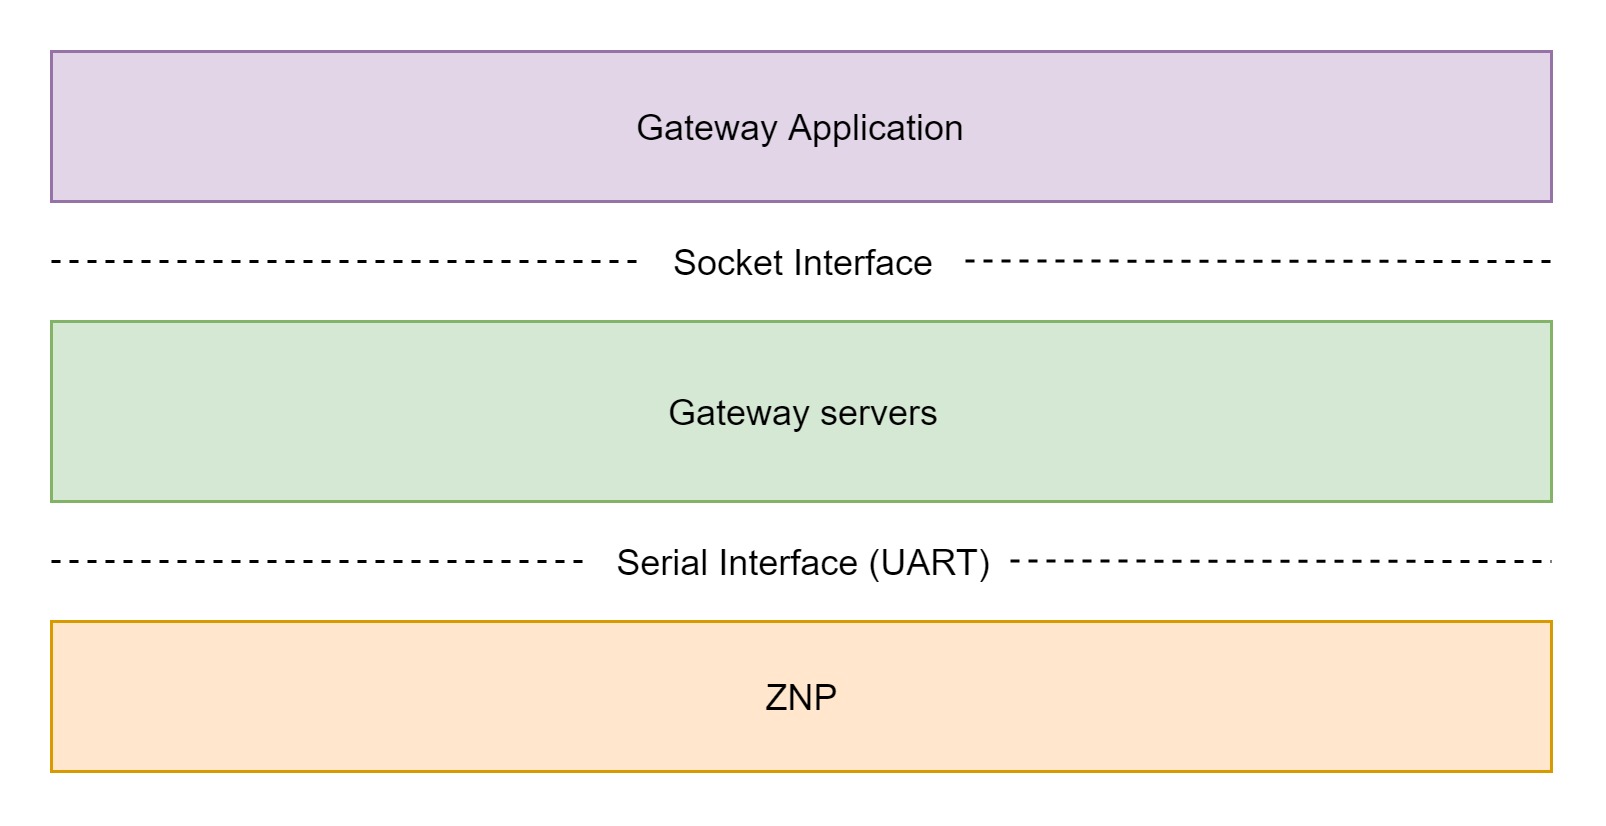 Gateway Application
Socket Interface
Gateway servers
Serial Interface (UART)
ZNP